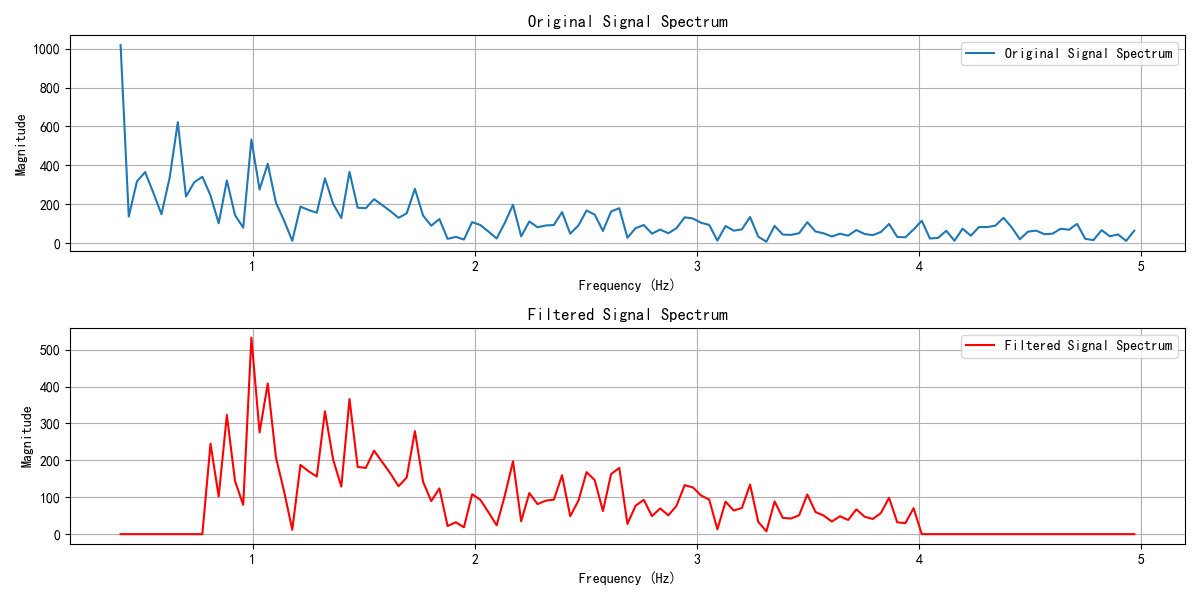 Original Signal Spectrum
Original Signal Spectrum
1000
800
600
400
200
0
Magnitude
1 2 3 4 5
Frequency (Hz)
Filtered Signal Spectrum
Filtered Signal Spectrum
500
400
300
200
100
0
Magnitude
1 2 3 4 5
Frequency (Hz)